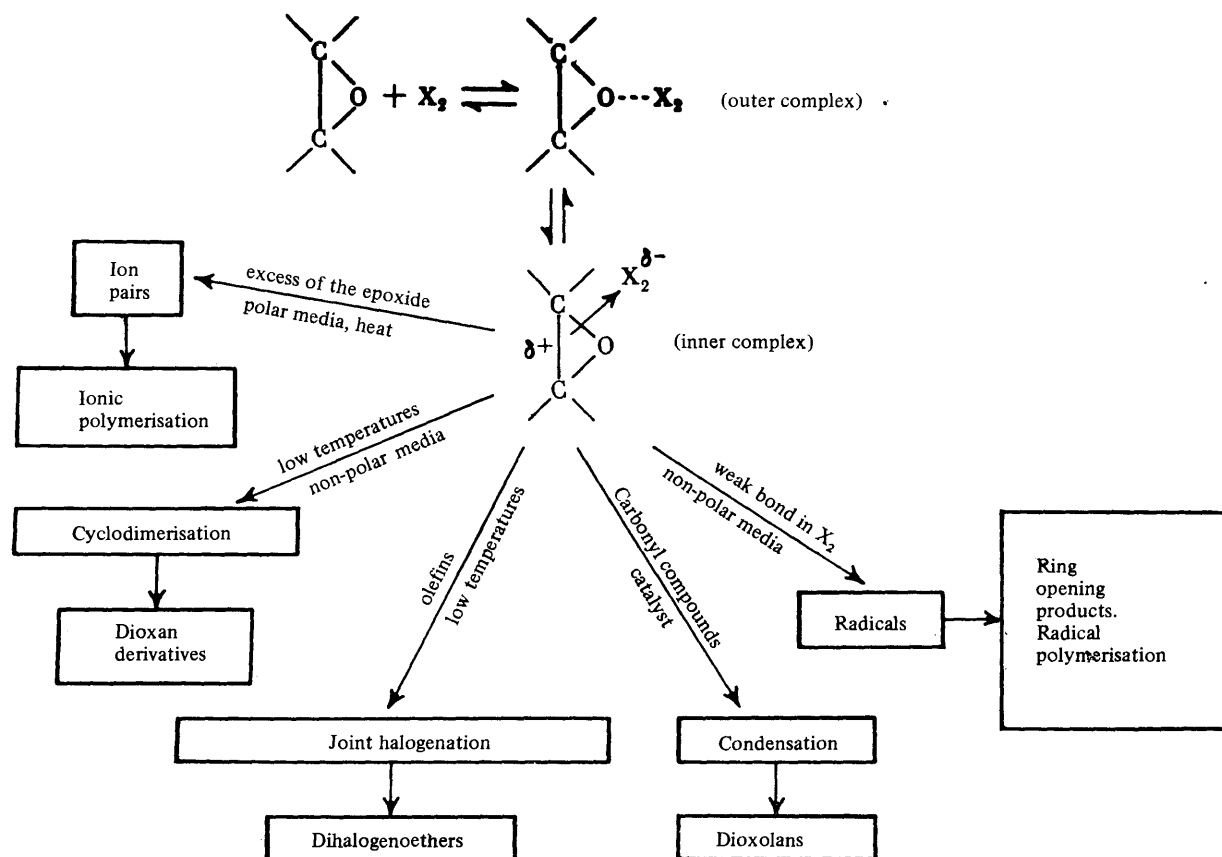 C
O + X₂ ⇌ O---X₂ (outer complex)
C
C
C
Ion
pairs
excess of the epoxide
polar media, heat
X₂ δ−
C
δ+ O (inner complex)
C
Ionic
polymerisation
low temperatures
non-polar media
Cyclodimerisation
Dioxan
derivatives
olefins
low temperatures
Carbonyl compounds
catalyst
weak bond in X₂
non-polar media
Radicals
Ring
opening
products.
Radical
polymerisation
Joint halogenation
Condensation
Dihalogenoethers
Dioxolans